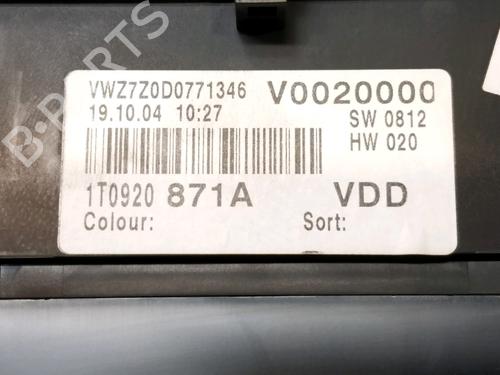 VWZ7Z0D0771346 V0020000
19.10.04 10:27 SW 0812
HW 020
1T0920 871A VDD
Colour: Sort:
B-PARTS